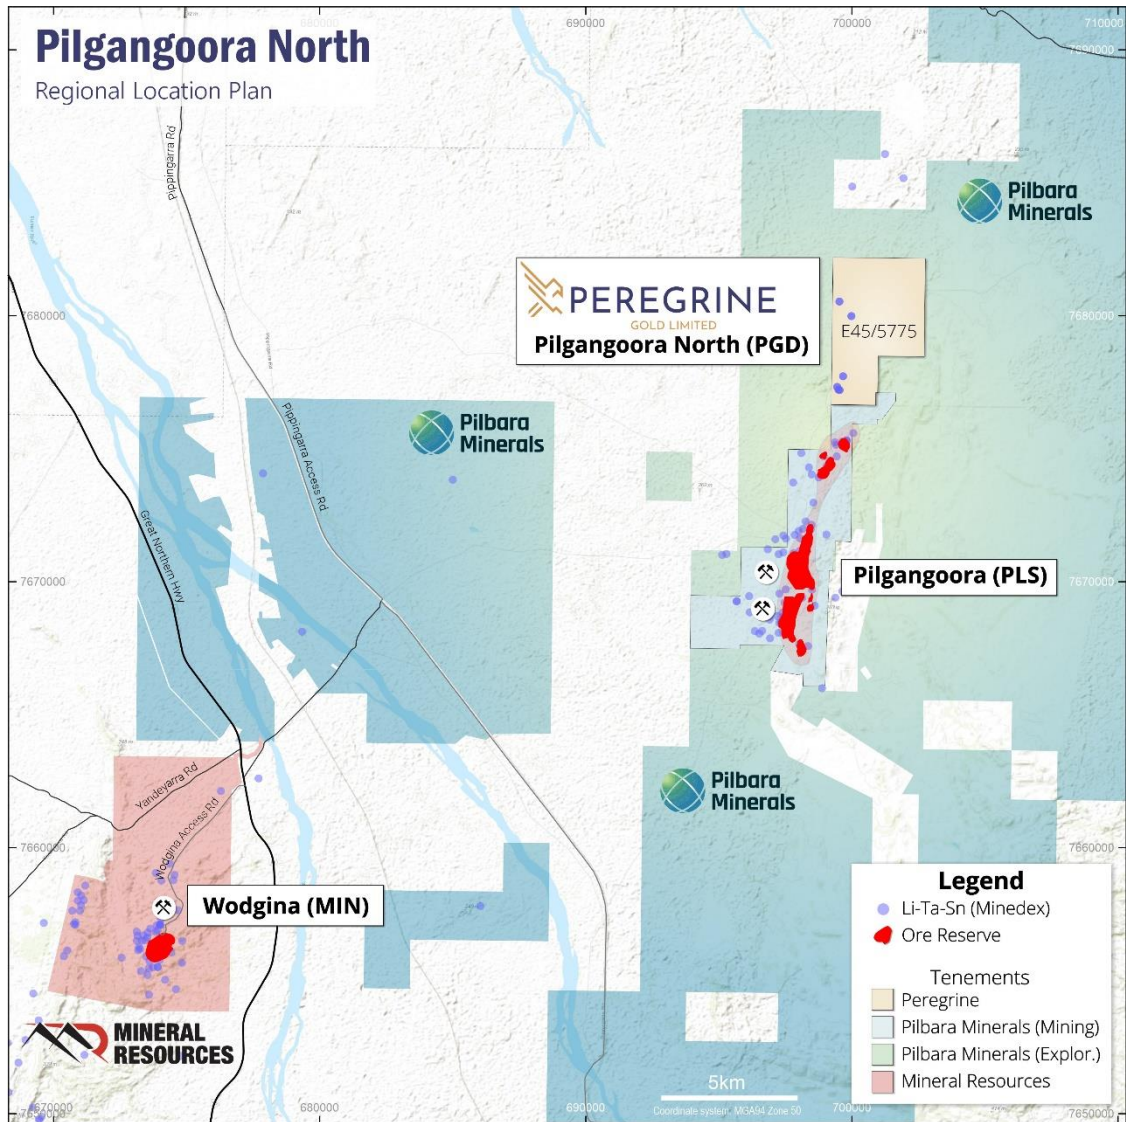 Pilgangoora North
Regional Location Plan
680000
690000
700000
710000
7690000
Pippingarra Rd
Pilbara
Minerals
PEREGRINE
GOLD LIMITED
Pilgangoora North (PGD)
E45/5775
7680000
7680000
Pilbara
Minerals
Pippingarra Access Rd
Great Northern Hwy
7670000
7670000
Pilgangoora (PLS)
Pilbara
Minerals
Yandeyarra Rd
Wodgina Access Rd
7660000
7660000
Wodgina (MIN)
MINERAL
RESOURCES
Legend
Li-Ta-Sn (Minedex)
Ore Reserve
Tenements
Peregrine
Pilbara Minerals (Mining)
Pilbara Minerals (Explor.)
Mineral Resources
5km
Coordinate system: MGA94 Zone 50
7650000
670000
680000
690000
700000
7650000